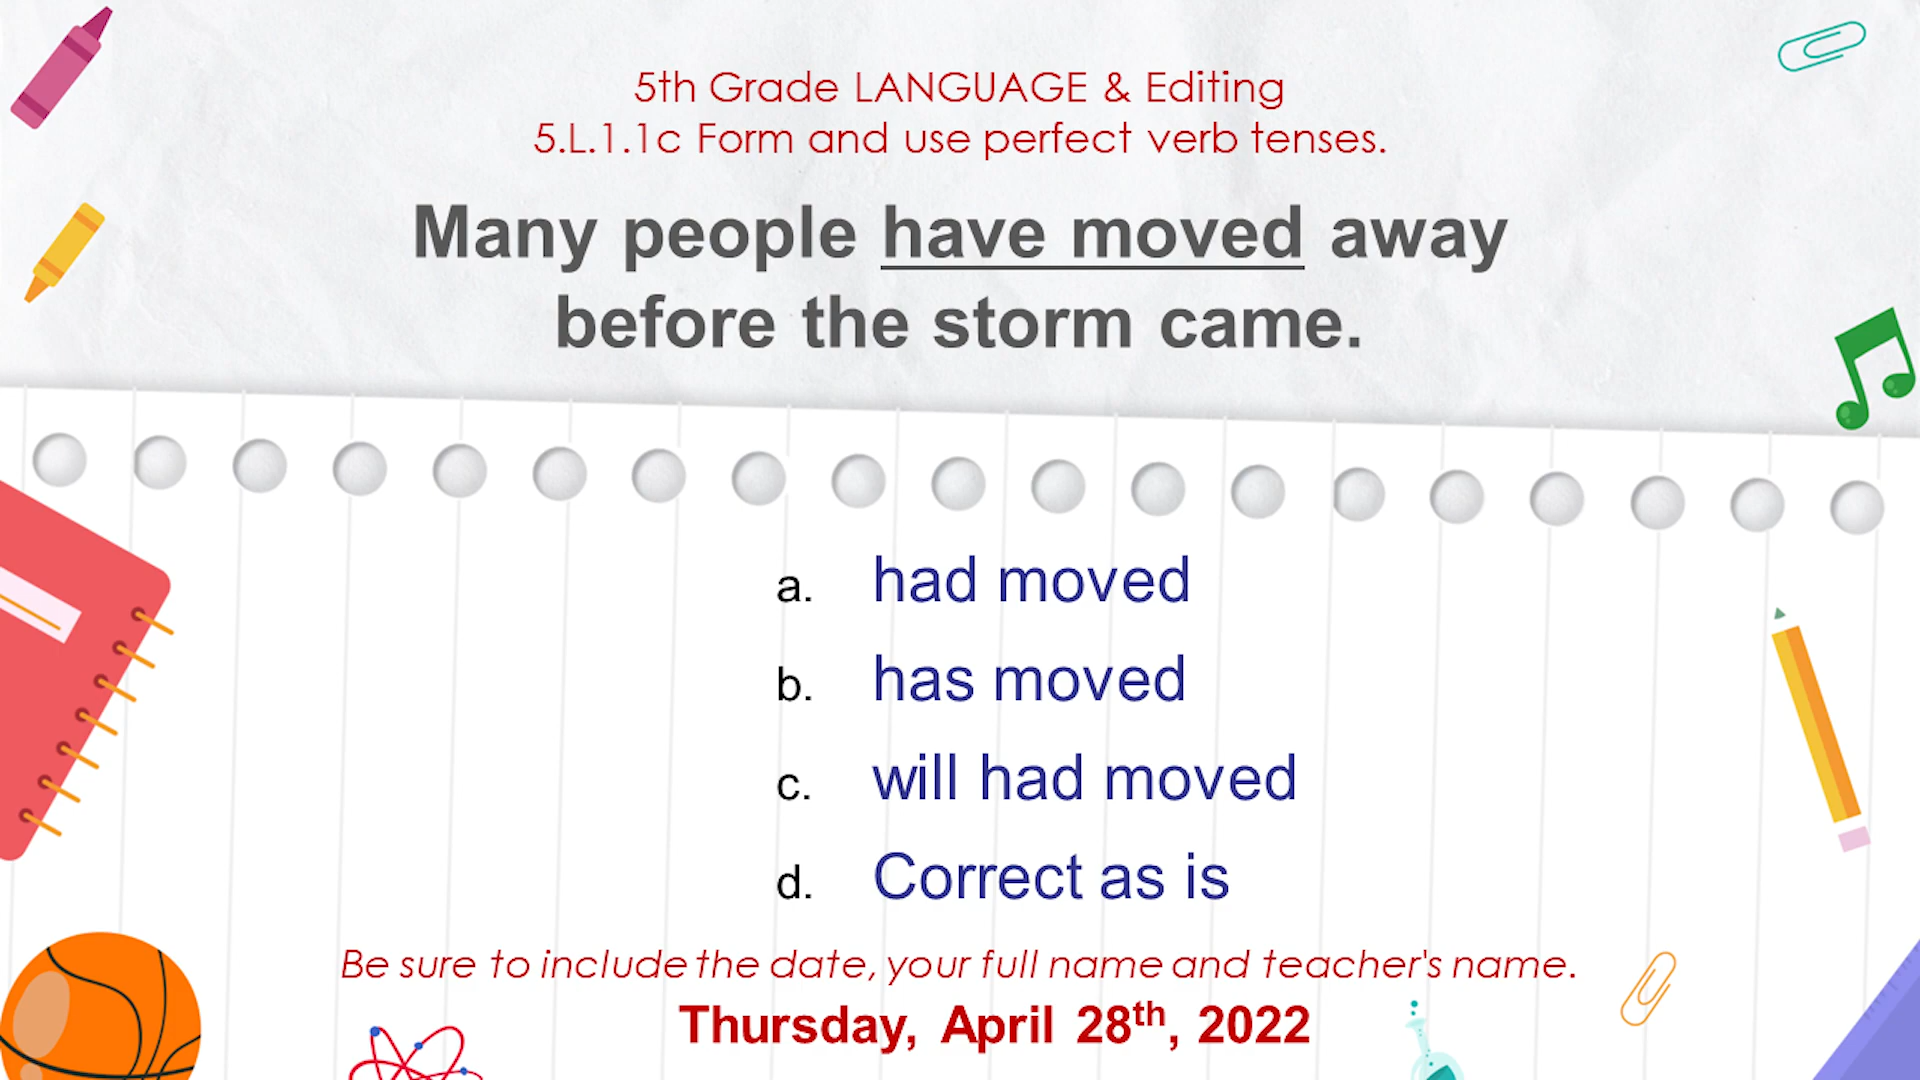 5th Grade LANGUAGE & Editing
5.L.1.1c Form and use perfect verb tenses.
Many people have moved away
before the storm came.
a. had moved
b. has moved
c. will had moved
d. Correct as is
Be sure to include the date, your full name and teacher's name.
Thursday, April 28th, 2022